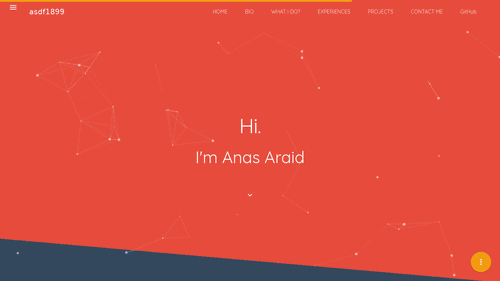 asdf1899
HOME BIO WHAT I DO? EXPERIENCES PROJECTS CONTACT ME GitHub
Hi.
I'm Anas Araid